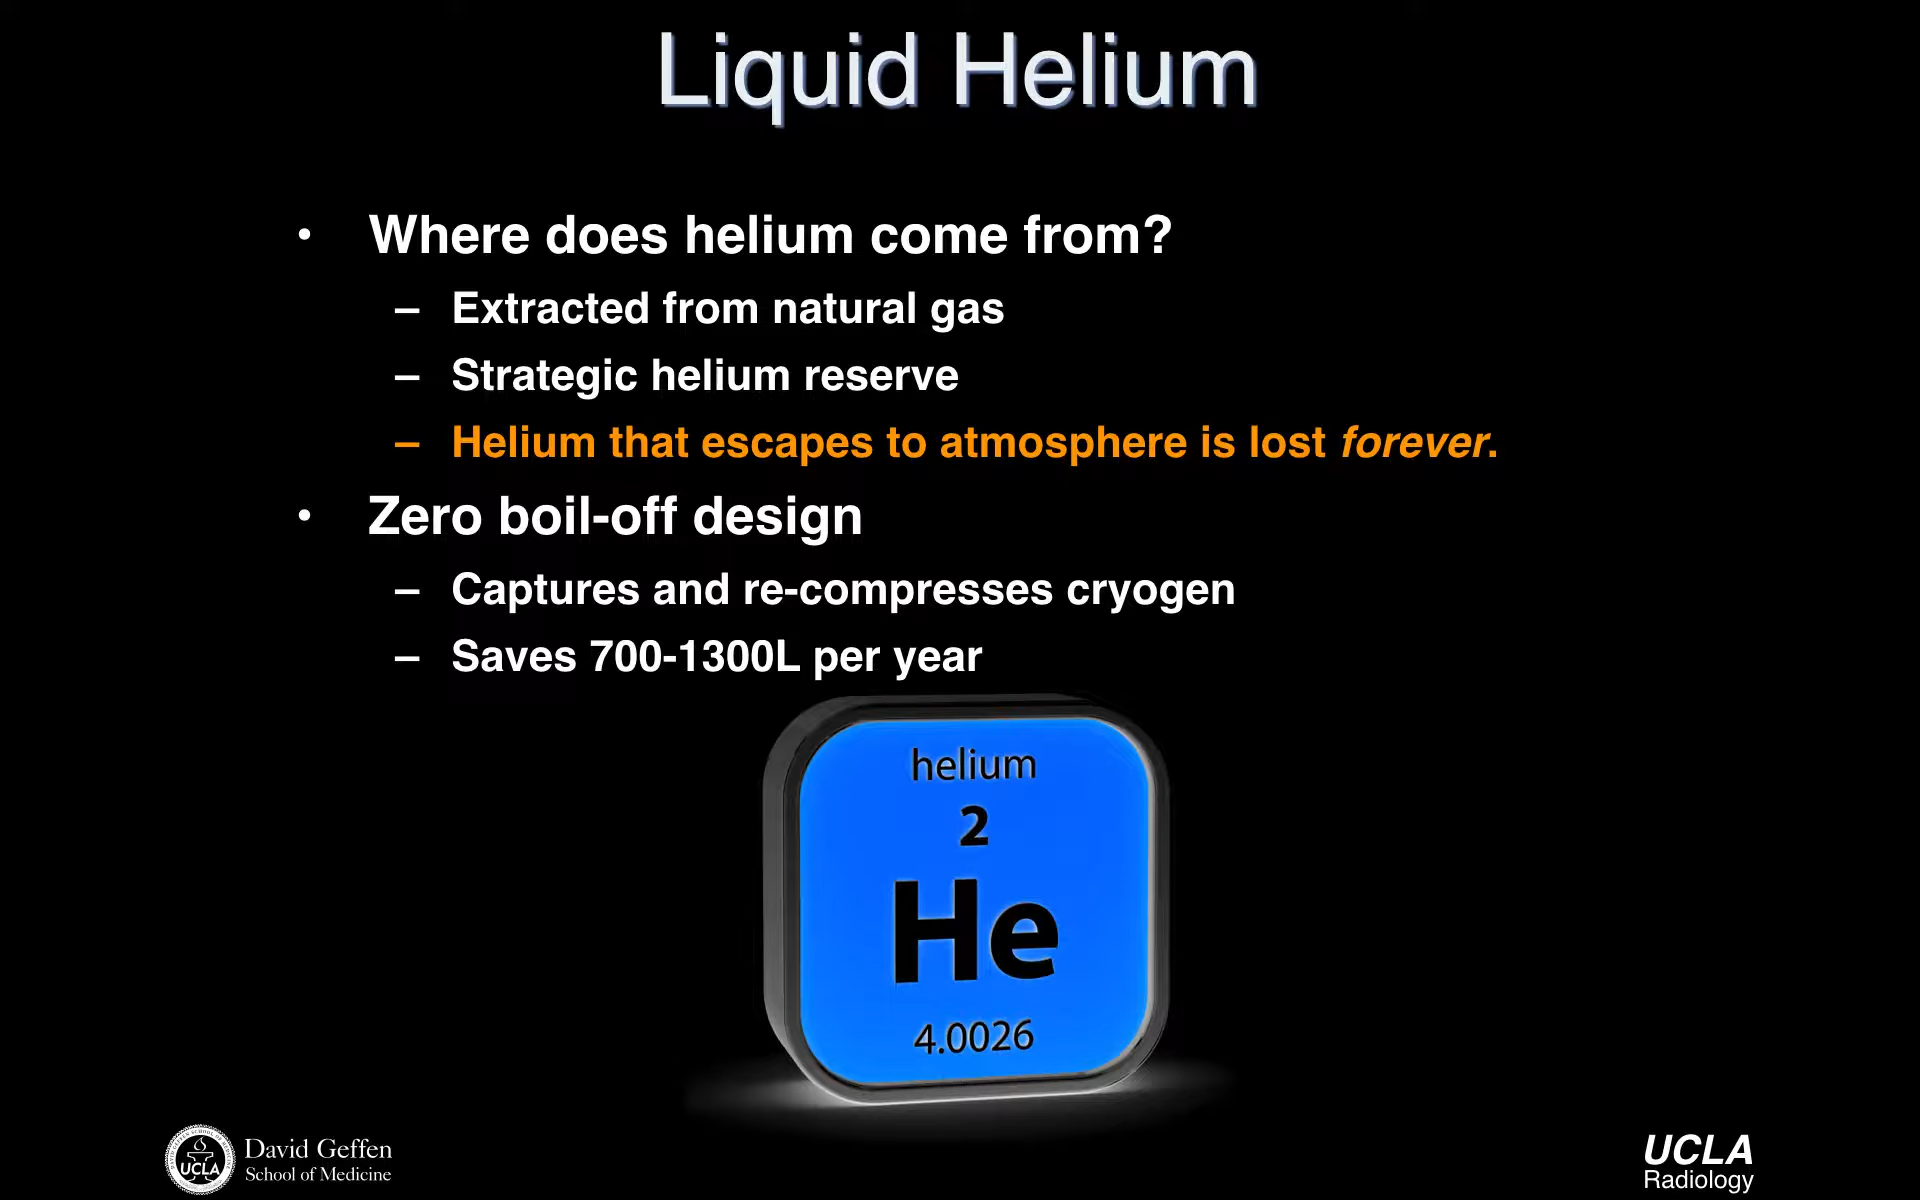 Liquid Helium
• Where does helium come from?
– Extracted from natural gas
– Strategic helium reserve
– Helium that escapes to atmosphere is lost forever.
• Zero boil-off design
– Captures and re-compresses cryogen
– Saves 700-1300L per year
helium
2
He
4.0026
UCLA
David Geffen
School of Medicine
UCLA
Radiology